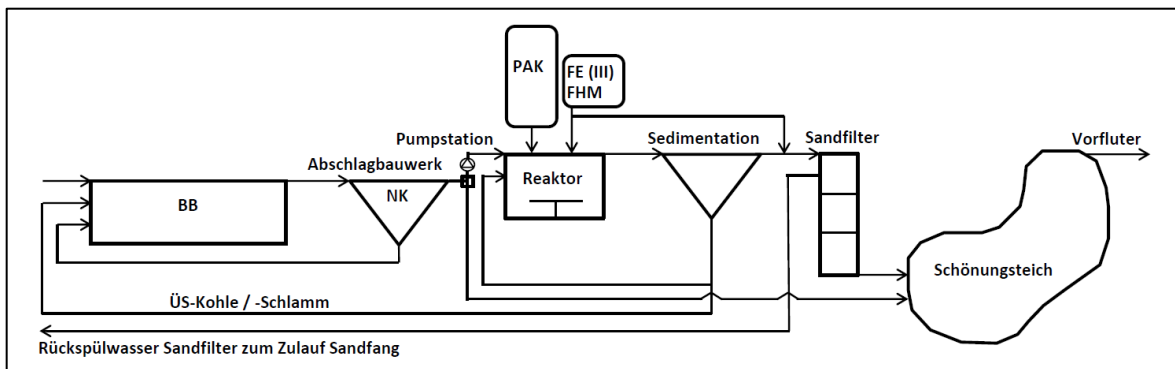 PAK
FE (III)
FHM
Pumpstation
Sedimentation
Sandfilter
Vorfluter
Abschlagbauwerk
BB
NK
Reaktor
Schönungsteich
ÜS-Kohle / -Schlamm
Rückspülwasser Sandfilter zum Zulauf Sandfang